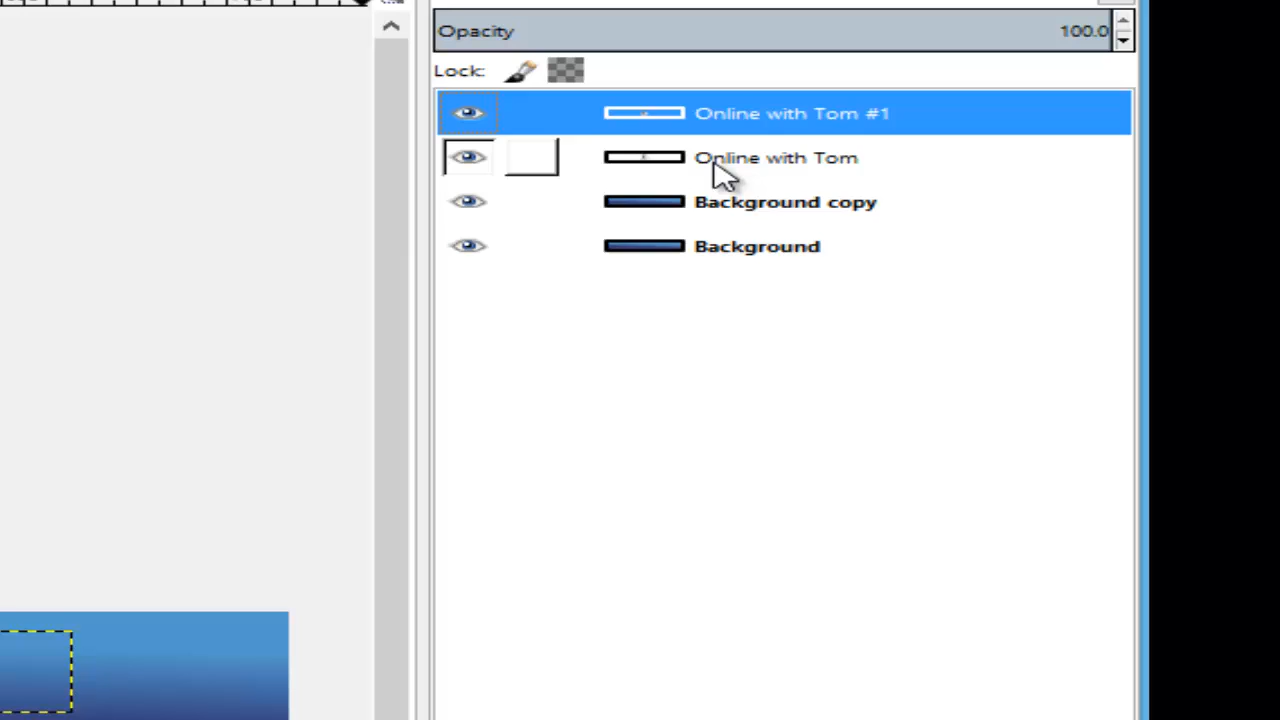 Opacity 100.0
Lock:
Online with Tom #1
Online with Tom
Background copy
Background